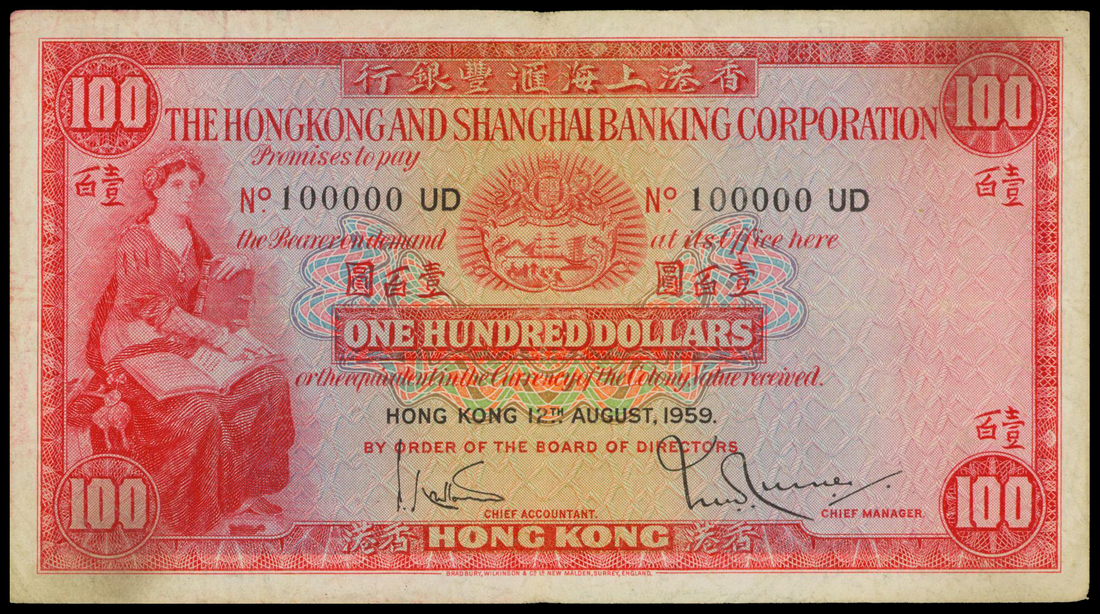 香港上海滙豐銀行
100 100
THE HONGKONG AND SHANGHAI BANKING CORPORATION
Promises to pay
壹百 壹百
Nº 100000 UD Nº 100000 UD
the Bearer on demand at its Office here
壹百圓 壹百圓
ONE HUNDRED DOLLARS
or the equivalent in the Currency of the Colony, Value received.
HONG KONG 12TH AUGUST, 1959.
壹百
BY ORDER OF THE BOARD OF DIRECTORS
100 100
CHIEF ACCOUNTANT. CHIEF MANAGER.
香港 HONG KONG 香港
BRADBURY, WILKINSON & Cº Lᵈ NEW MALDEN, SURREY, ENGLAND.